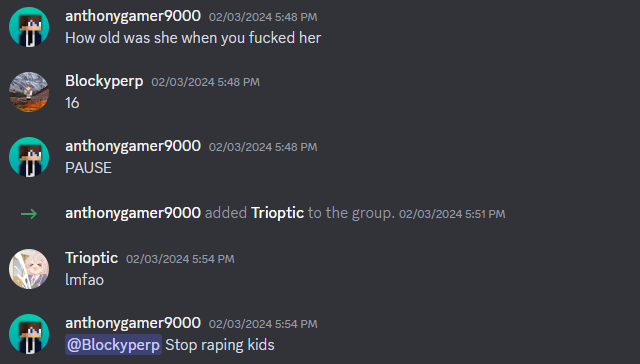 anthonygamer9000 02/03/2024 5:48 PM
How old was she when you fucked her
Blockyperp 02/03/2024 5:48 PM
16
anthonygamer9000 02/03/2024 5:48 PM
PAUSE
anthonygamer9000 added Trioptic to the group. 02/03/2024 5:51 PM
Trioptic 02/03/2024 5:54 PM
lmfao
anthonygamer9000 02/03/2024 5:54 PM
@Blockyperp Stop raping kids